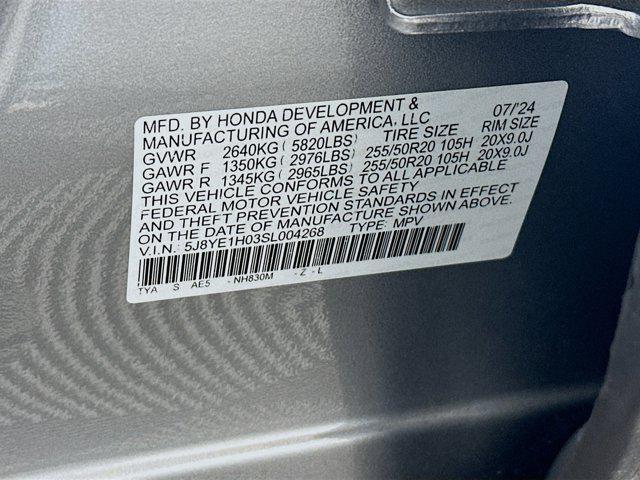 MFD. BY HONDA DEVELOPMENT & 07/'24
MANUFACTURING OF AMERICA, LLC TIRE SIZE RIM SIZE
GVWR 2640KG ( 5820LBS)
GAWR F 1350KG ( 2976LBS) 255/50R20 105H 20X9.0J
GAWR R 1345KG ( 2965LBS) 255/50R20 105H 20X9.0J
THIS VEHICLE CONFORMS TO ALL APPLICABLE
FEDERAL MOTOR VEHICLE SAFETY
AND THEFT PREVENTION STANDARDS IN EFFECT
ON THE DATE OF MANUFACTURE SHOWN ABOVE.
V.I.N.: 5J8YE1H03SL004268 TYPE: MPV
TYA S AE5 - NH830M - Z - L